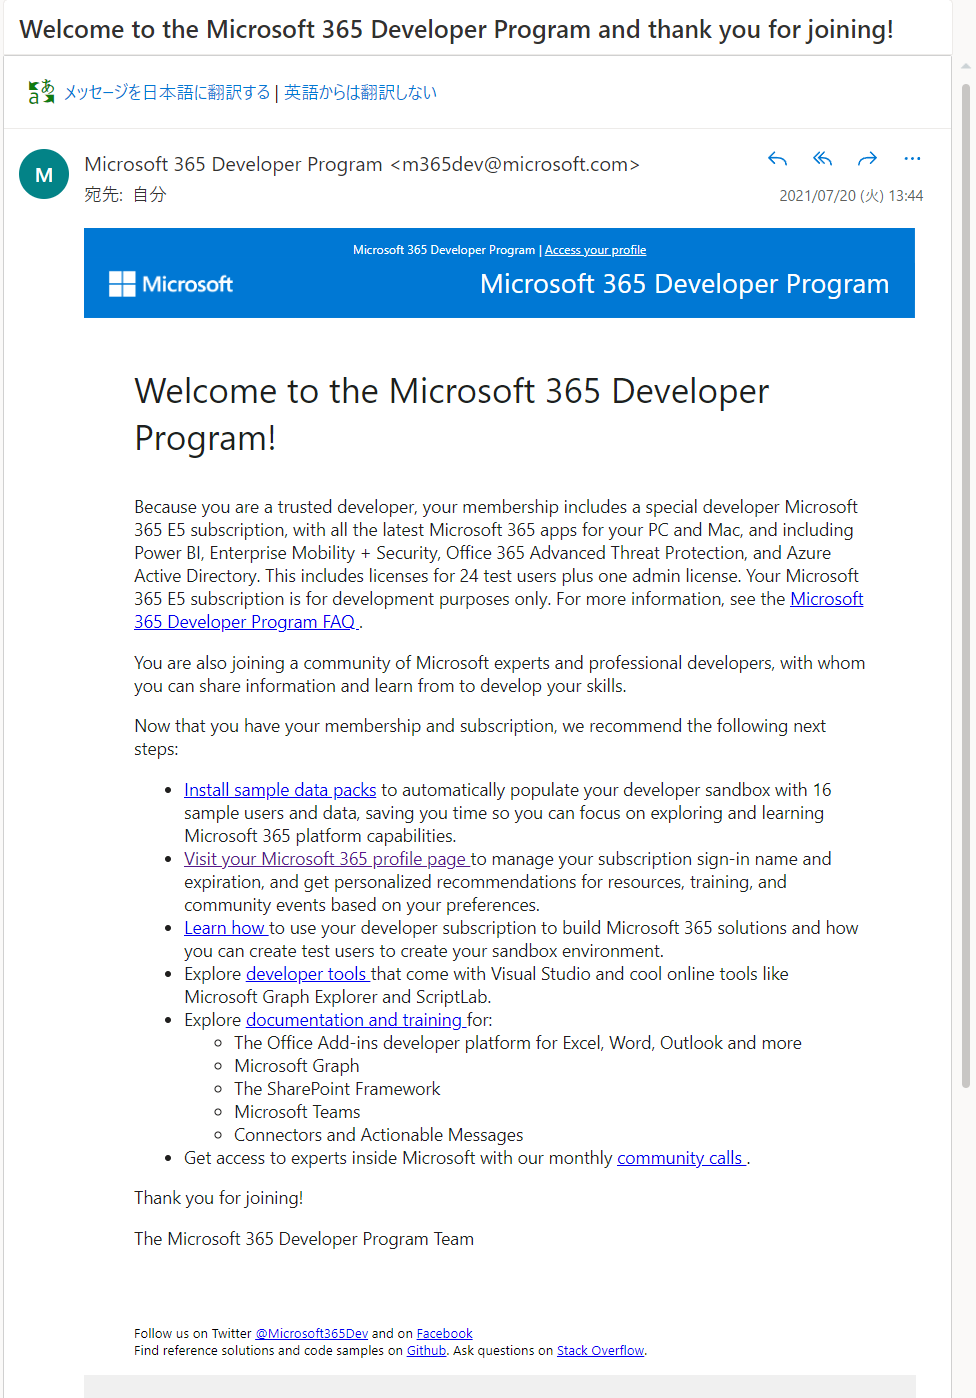 Welcome to the Microsoft 365 Developer Program and thank you for joining!
メッセージを日本語に翻訳する | 英語からは翻訳しない
M
Microsoft 365 Developer Program <m365dev@microsoft.com>
宛先: 自分
2021/07/20 (火) 13:44
Microsoft 365 Developer Program | Access your profile
Microsoft
Microsoft 365 Developer Program
Welcome to the Microsoft 365 Developer
Program!
Because you are a trusted developer, your membership includes a special developer Microsoft
365 E5 subscription, with all the latest Microsoft 365 apps for your PC and Mac, and including
Power BI, Enterprise Mobility + Security, Office 365 Advanced Threat Protection, and Azure
Active Directory. This includes licenses for 24 test users plus one admin license. Your Microsoft
365 E5 subscription is for development purposes only. For more information, see the Microsoft
365 Developer Program FAQ .
You are also joining a community of Microsoft experts and professional developers, with whom
you can share information and learn from to develop your skills.
Now that you have your membership and subscription, we recommend the following next
steps:
• Install sample data packs to automatically populate your developer sandbox with 16
sample users and data, saving you time so you can focus on exploring and learning
Microsoft 365 platform capabilities.
• Visit your Microsoft 365 profile page to manage your subscription sign-in name and
expiration, and get personalized recommendations for resources, training, and
community events based on your preferences.
• Learn how to use your developer subscription to build Microsoft 365 solutions and how
you can create test users to create your sandbox environment.
• Explore developer tools that come with Visual Studio and cool online tools like
Microsoft Graph Explorer and ScriptLab.
• Explore documentation and training for:
◦ The Office Add-ins developer platform for Excel, Word, Outlook and more
◦ Microsoft Graph
◦ The SharePoint Framework
◦ Microsoft Teams
◦ Connectors and Actionable Messages
• Get access to experts inside Microsoft with our monthly community calls .
Thank you for joining!
The Microsoft 365 Developer Program Team
Follow us on Twitter @Microsoft365Dev and on Facebook
Find reference solutions and code samples on Github. Ask questions on Stack Overflow.